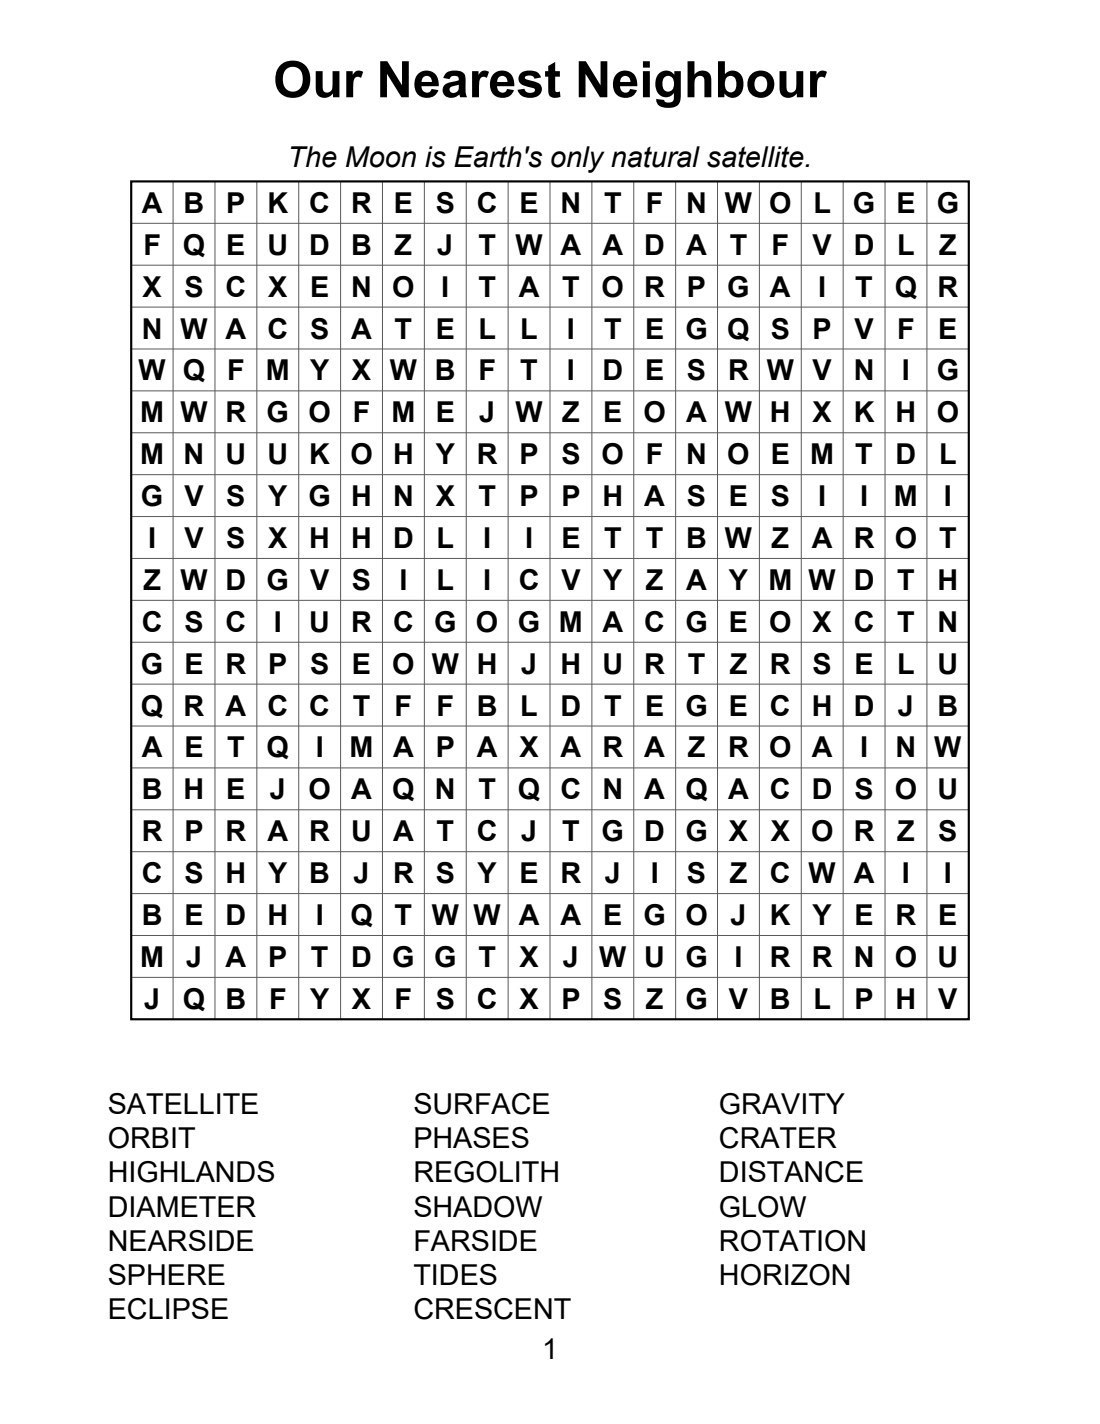 Our Nearest Neighbour
The Moon is Earth's only natural satellite.
A B P K C R E S C E N T F N W O L G E G
F Q E U D B Z J T W A A D A T F V D L Z
X S C X E N O I T A T O R P G A I T Q R
N W A C S A T E L L I T E G Q S P V F E
W Q F M Y X W B F T I D E S R W V N I G
M W R G O F M E J W Z E O A W H X K H O
M N U U K O H Y R P S O F N O E M T D L
G V S Y G H N X T P P H A S E S I I M I
I V S X H H D L I I E T T B W Z A R O T
Z W D G V S I L I C V Y Z A Y M W D T H
C S C I U R C G O G M A C G E O X C T N
G E R P S E O W H J H U R T Z R S E L U
Q R A C C T F F B L D T E G E C H D J B
A E T Q I M A P A X A R A Z R O A I N W
B H E J O A Q N T Q C N A Q A C D S O U
R P R A R U A T C J T G D G X X O R Z S
C S H Y B J R S Y E R J I S Z C W A I I
B E D H I Q T W W A A E G O J K Y E R E
M J A P T D G G T X J W U G I R R N O U
J Q B F Y X F S C X P S Z G V B L P H V
SATELLITE SURFACE GRAVITY
ORBIT PHASES CRATER
HIGHLANDS REGOLITH DISTANCE
DIAMETER SHADOW GLOW
NEARSIDE FARSIDE ROTATION
SPHERE TIDES HORIZON
ECLIPSE CRESCENT
1